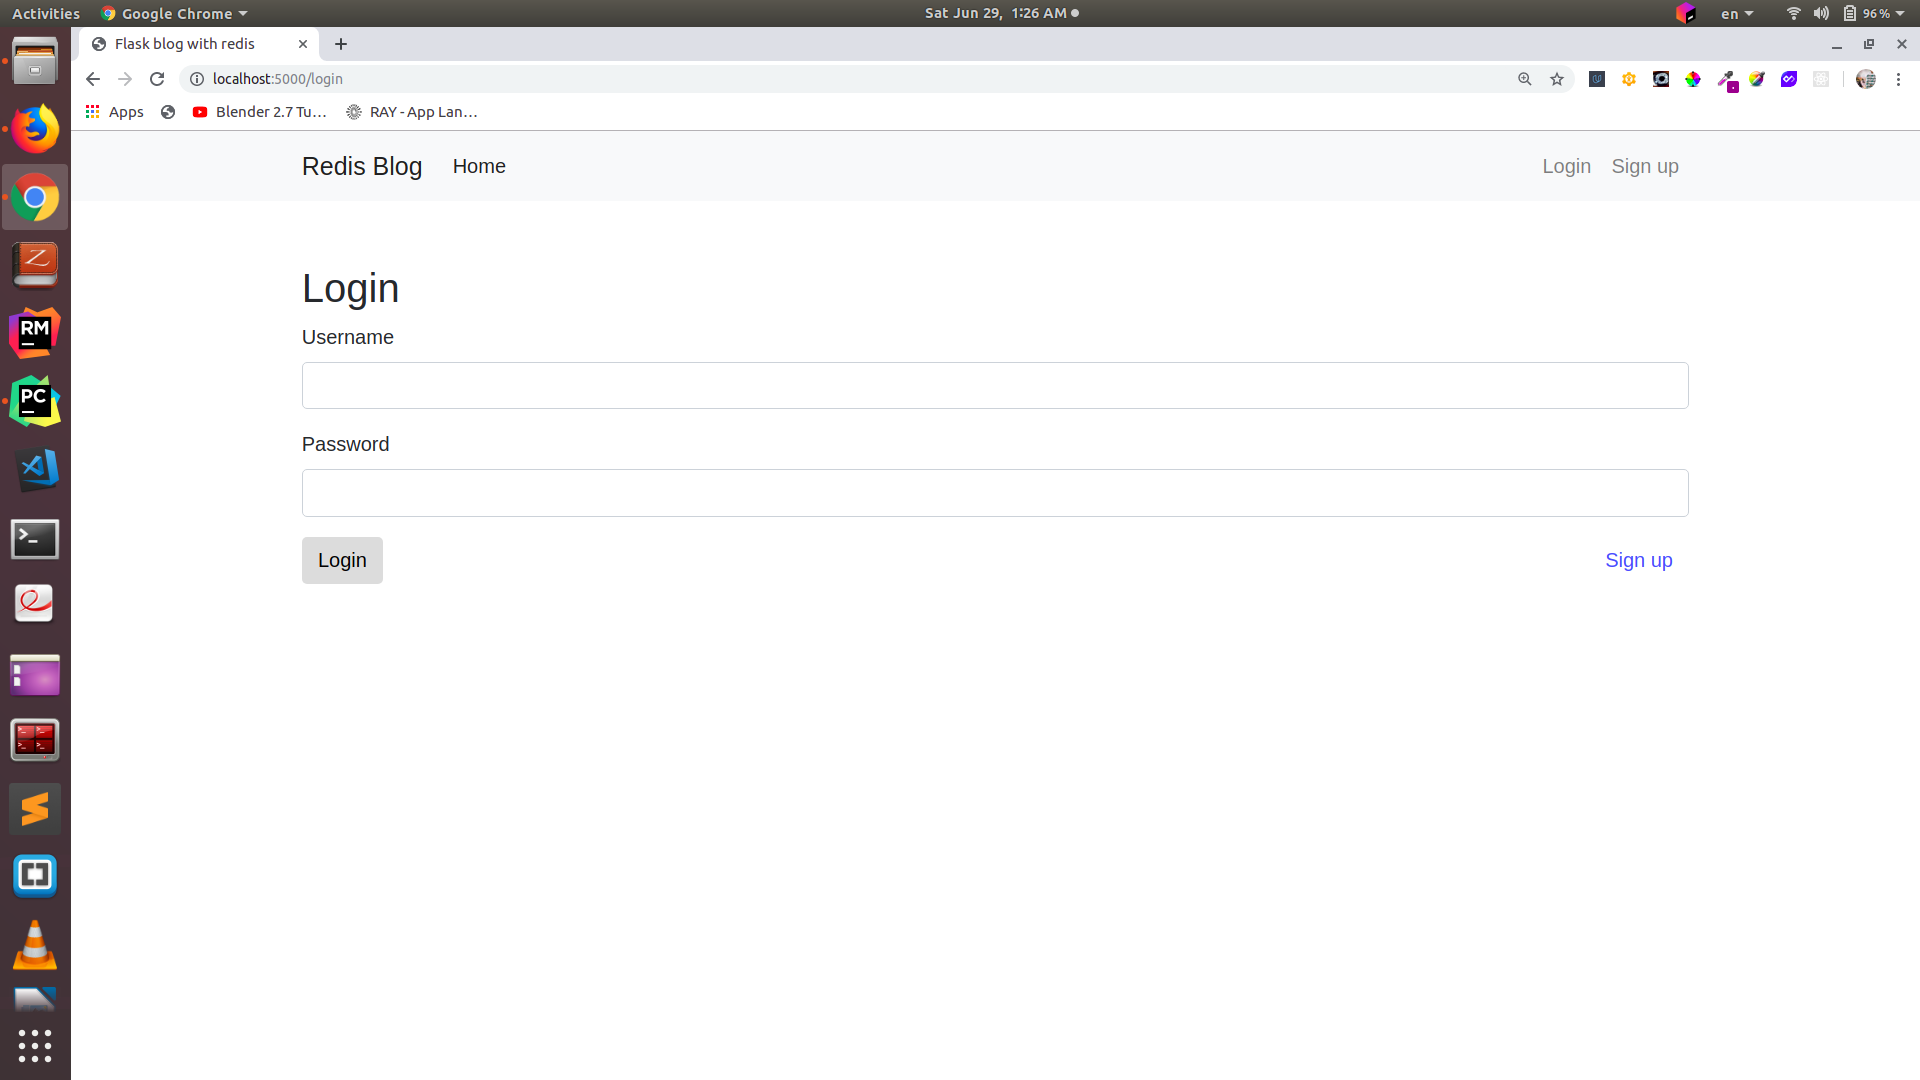 Activities Google Chrome Sat Jun 29, 1:26 AM en 96 %
Flask blog with redis
localhost:5000/login
Apps Blender 2.7 Tu... RAY - App Lan...
Redis Blog Home Login Sign up
RM
PC
Login
Username
Password
Login Sign up